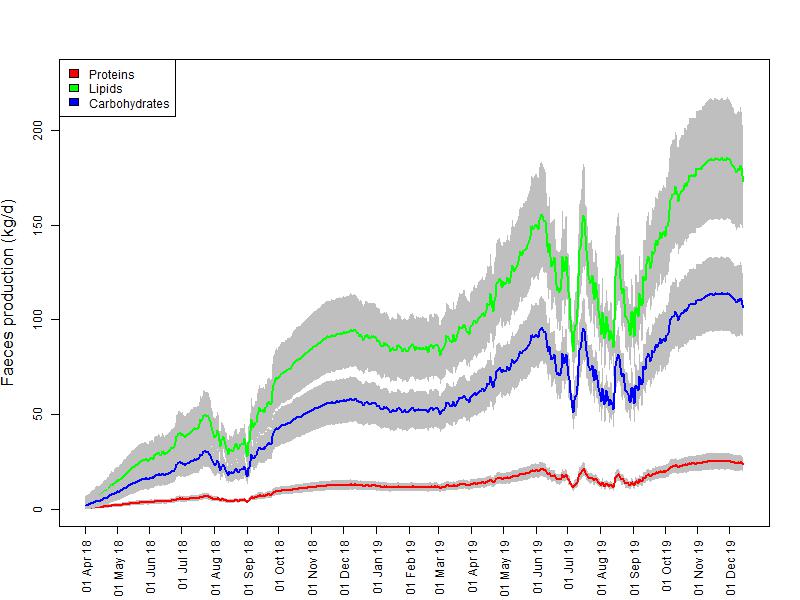 Proteins
Lipids
Carbohydrates
Faeces production (kg/d)
200
150
100
50
0
01 Apr 18
01 May 18
01 Jun 18
01 Jul 18
01 Aug 18
01 Sep 18
01 Oct 18
01 Nov 18
01 Dec 18
01 Jan 19
01 Feb 19
01 Mar 19
01 Apr 19
01 May 19
01 Jun 19
01 Jul 19
01 Aug 19
01 Sep 19
01 Oct 19
01 Nov 19
01 Dec 19